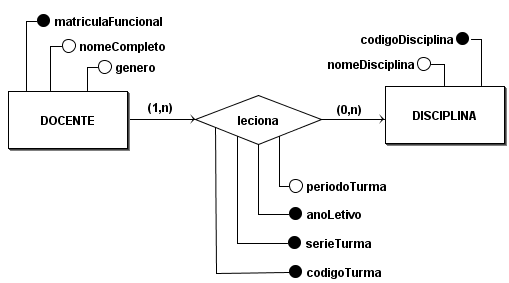 matriculaFuncional
nomeCompleto
genero
DOCENTE
(1,n)
leciona
(0,n)
codigoDisciplina
nomeDisciplina
DISCIPLINA
periodoTurma
anoLetivo
serieTurma
codigoTurma